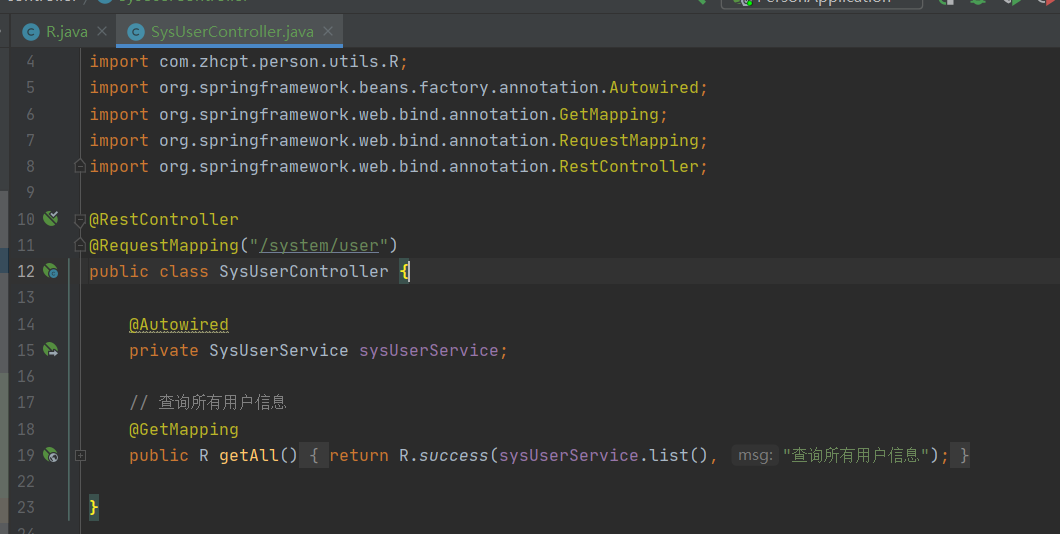 R.java
SysUserController.java
4 import com.zhcpt.person.utils.R;
5 import org.springframework.beans.factory.annotation.Autowired;
6 import org.springframework.web.bind.annotation.GetMapping;
7 import org.springframework.web.bind.annotation.RequestMapping;
8 import org.springframework.web.bind.annotation.RestController;
9
10 @RestController
11 @RequestMapping("/system/user")
12 public class SysUserController {
13
14 @Autowired
15 private SysUserService sysUserService;
16
17 // 查询所有用户信息
18 @GetMapping
19 public R getAll() { return R.success(sysUserService.list(), msg: "查询所有用户信息"); }
22
23 }